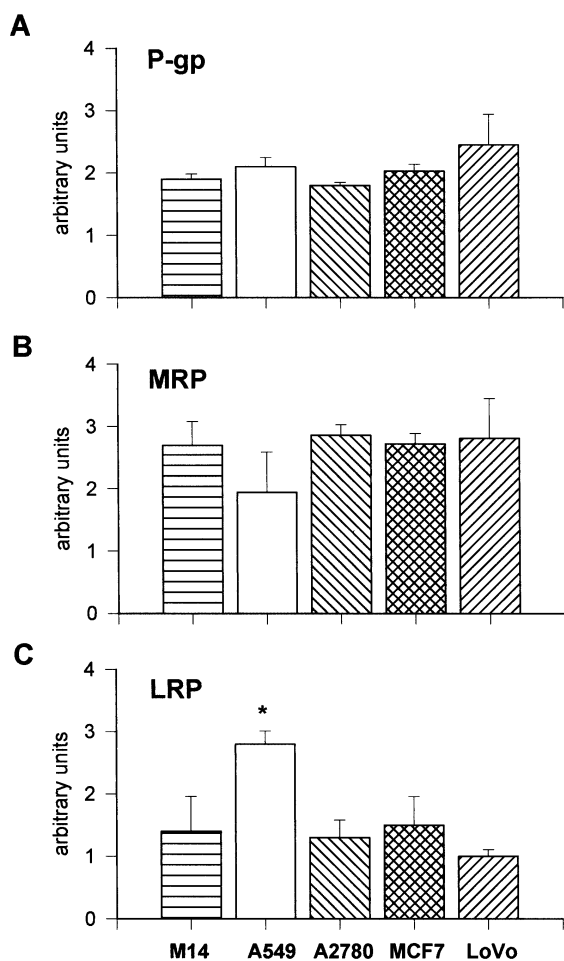 A
P-gp
arbitrary units
4
3
2
1
0
B
MRP
arbitrary units
4
3
2
1
0
C
LRP
arbitrary units
4
3
2
1
0
*
M14 A549 A2780 MCF7 LoVo